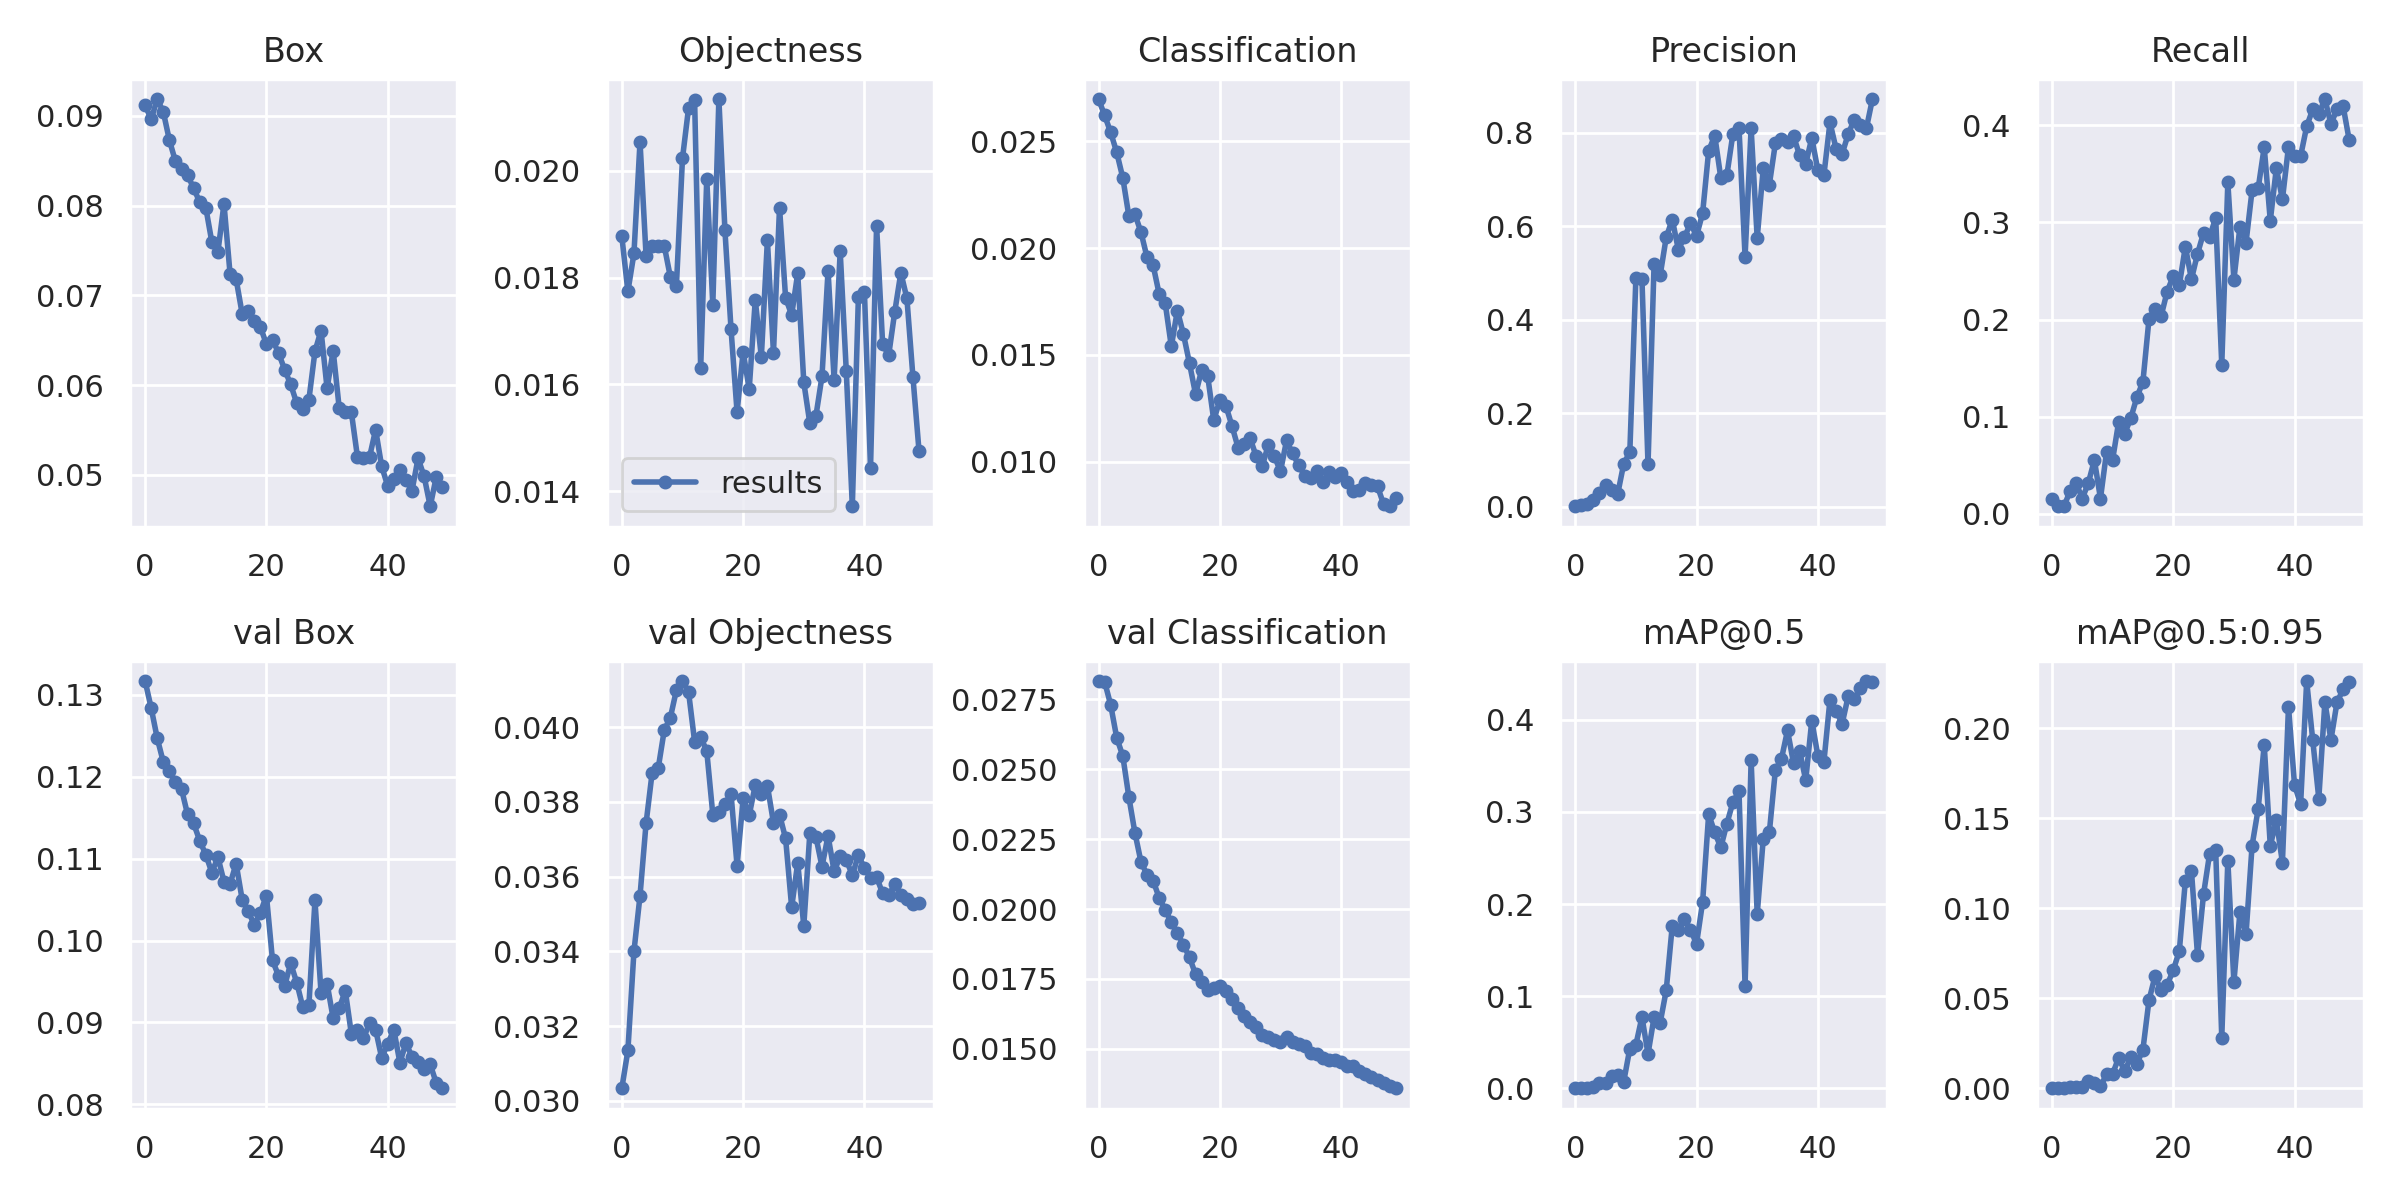 Box
Objectness
Classification
Precision
Recall
0.09
0.08
0.07
0.06
0.05
0 20 40
0.020
0.018
0.016
0.014
results
0 20 40
0.025
0.020
0.015
0.010
0 20 40
0.8
0.6
0.4
0.2
0.0
0 20 40
0.4
0.3
0.2
0.1
0.0
0 20 40
val Box
val Objectness
val Classification
mAP@0.5
mAP@0.5:0.95
0.13
0.12
0.11
0.10
0.09
0.08
0 20 40
0.040
0.038
0.036
0.034
0.032
0.030
0 20 40
0.0275
0.0250
0.0225
0.0200
0.0175
0.0150
0 20 40
0.4
0.3
0.2
0.1
0.0
0 20 40
0.20
0.15
0.10
0.05
0.00
0 20 40